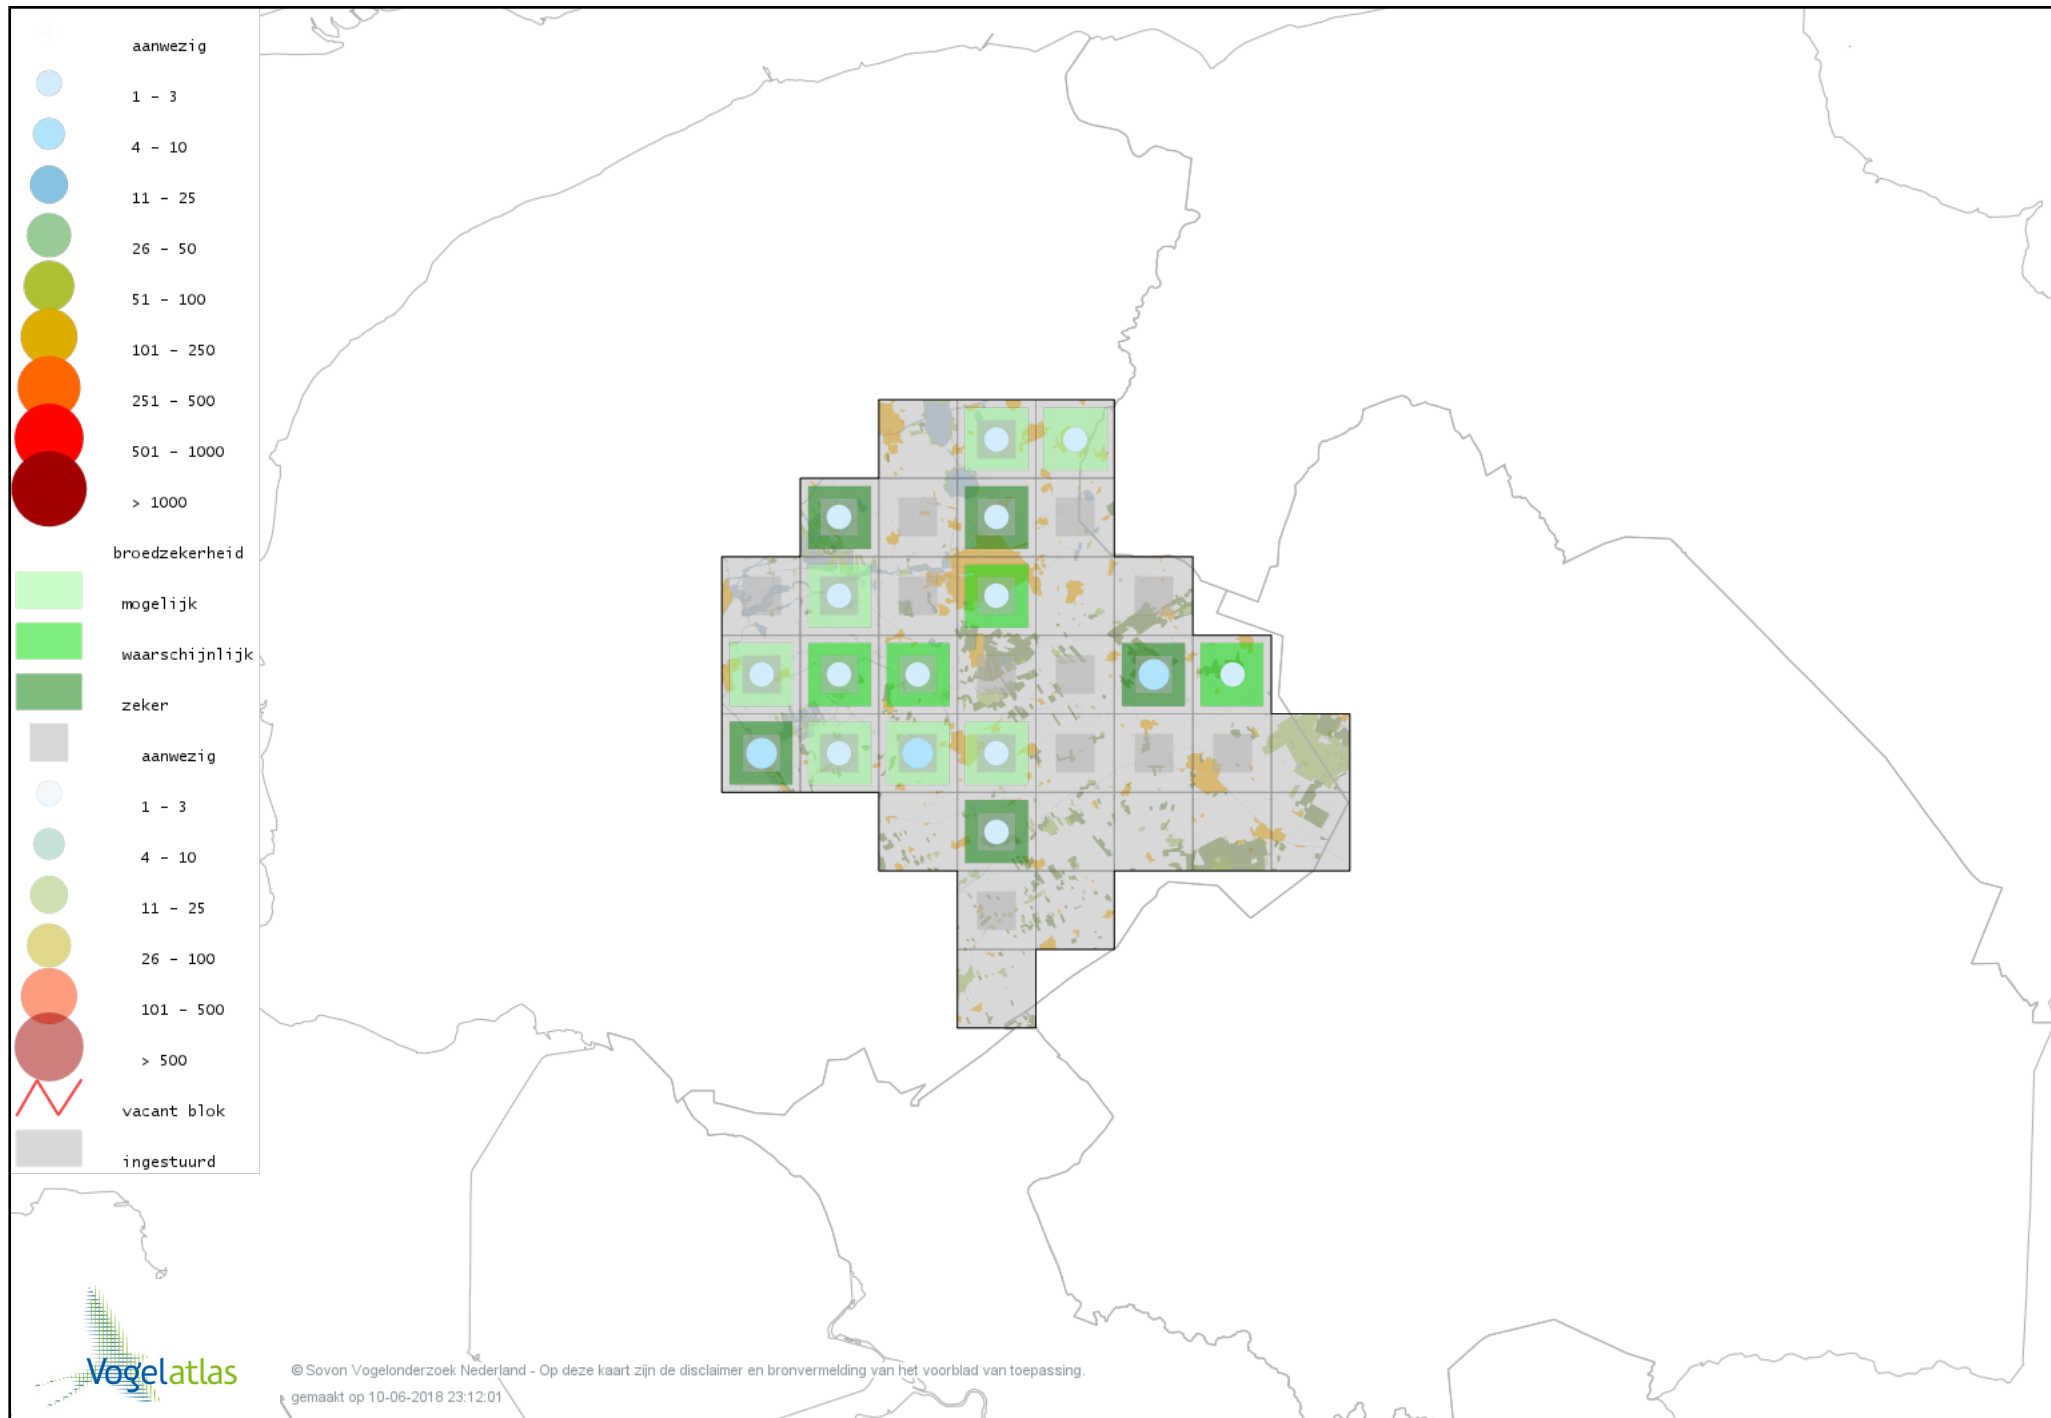 aanwezig
1 – 3
4 – 10
11 – 25
26 – 50
51 – 100
101 – 250
251 – 500
501 – 1000
> 1000
broedzekerheid
mogelijk
waarschijnlijk
zeker
aanwezig
1 – 3
4 – 10
11 – 25
26 – 100
101 – 500
> 500
vacant blok
ingestuurd
Vogelatlas
© Sovon Vogelonderzoek Nederland - Op deze kaart zijn de disclaimer en bronvermelding van het voorblad van toepassing.
gemaakt op 10-06-2018 23:12:01